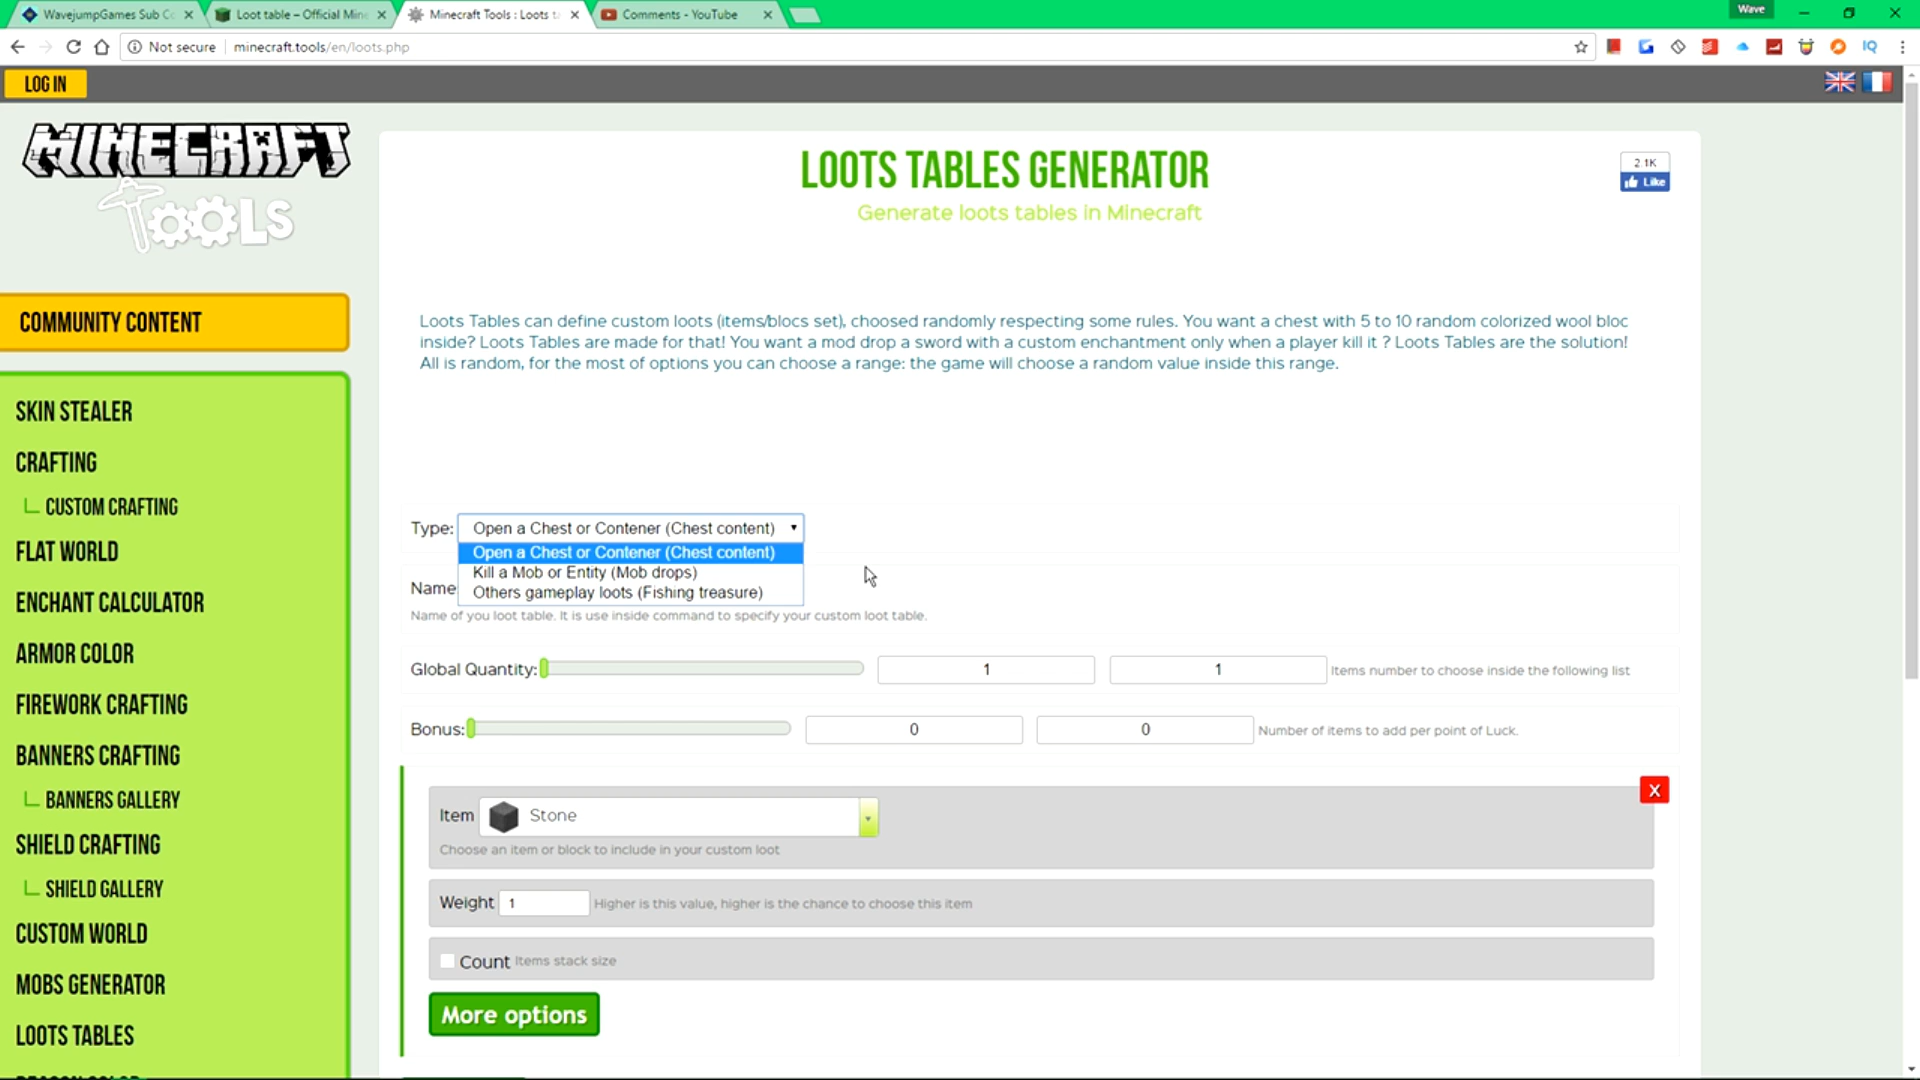 WavejumpGames Sub Co
Loot table – Official Mine
Minecraft Tools : Loots t
Comments - YouTube
Wave
Not secure
minecraft.tools/en/loots.php
IQ
LOG IN
MINECRAFT
TOOLS
COMMUNITY CONTENT
SKIN STEALER
CRAFTING
CUSTOM CRAFTING
FLAT WORLD
ENCHANT CALCULATOR
ARMOR COLOR
FIREWORK CRAFTING
BANNERS CRAFTING
BANNERS GALLERY
SHIELD CRAFTING
SHIELD GALLERY
CUSTOM WORLD
MOBS GENERATOR
LOOTS TABLES
LOOTS TABLES GENERATOR
Generate loots tables in Minecraft
2.1K
Like
Loots Tables can define custom loots (items/blocs set), choosed randomly respecting some rules. You want a chest with 5 to 10 random colorized wool bloc
inside? Loots Tables are made for that! You want a mod drop a sword with a custom enchantment only when a player kill it ? Loots Tables are the solution!
All is random, for the most of options you can choose a range: the game will choose a random value inside this range.
Type: Open a Chest or Contener (Chest content)
Open a Chest or Contener (Chest content)
Kill a Mob or Entity (Mob drops)
Others gameplay loots (Fishing treasure)
Name
Name of you loot table. It is use inside command to specify your custom loot table.
Global Quantity: 1 1 Items number to choose inside the following list
Bonus: 0 0 Number of items to add per point of Luck.
X
Item Stone
Choose an item or block to include in your custom loot
Weight 1 Higher is this value, higher is the chance to choose this item
Count Items stack size
More options